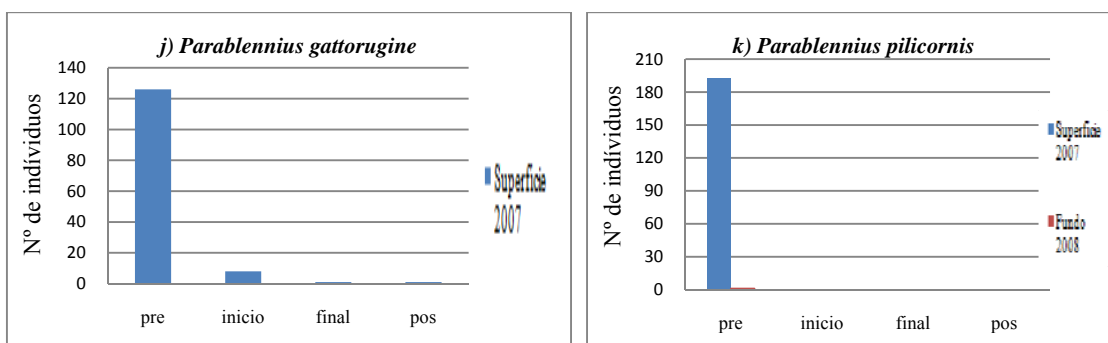 j) Parablennius gattorugine
Nº de indíviduos
140
120
100
80
60
40
20
0
pre inicio final pos
Superfície
2007
k) Parablennius pilicornis
Nº de indíviduos
210
180
150
120
90
60
30
0
pre inicio final pos
Superfície
2007
Fundo
2008